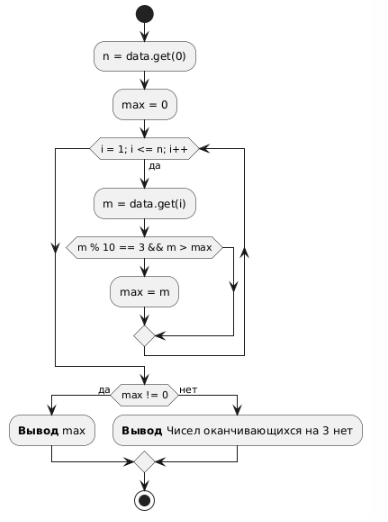 n = data.get(0)
max = 0
i = 1; i <= n; i++
да
m = data.get(i)
m % 10 == 3 && m > max
max = m
да
max != 0
нет
Вывод max
Вывод Чисел оканчивающихся на 3 нет